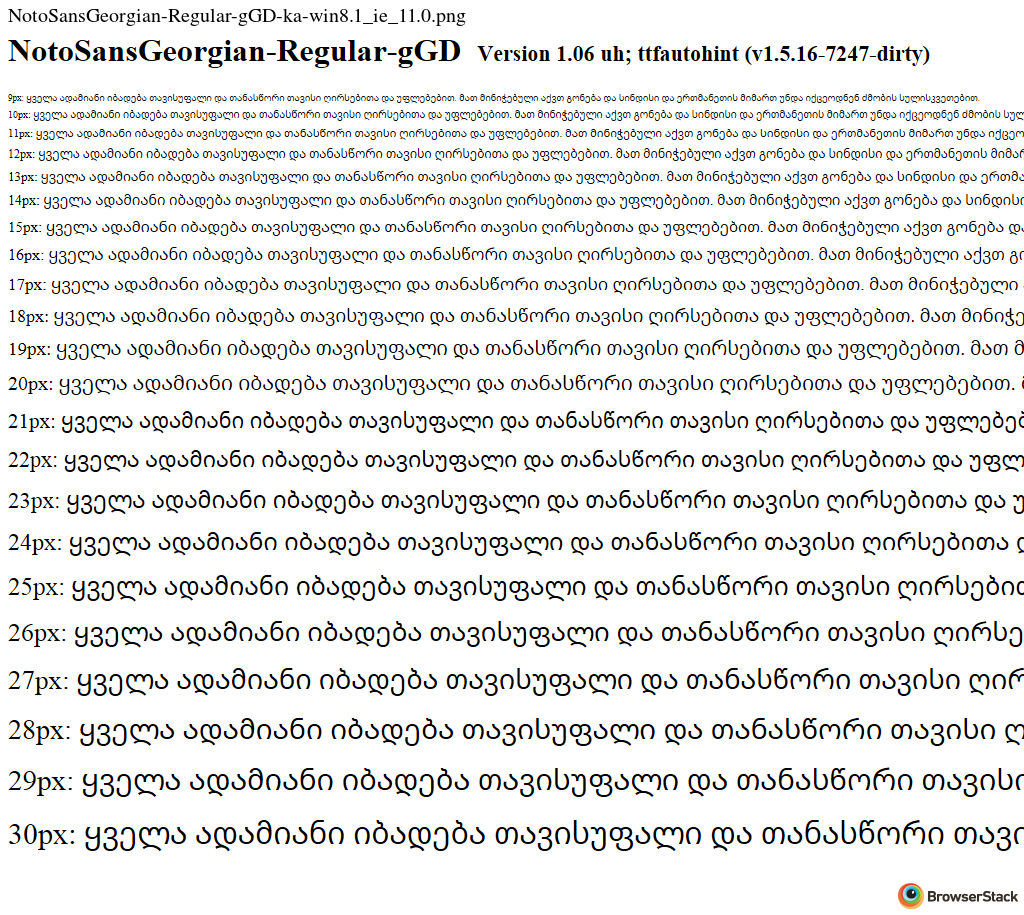 NotoSansGeorgian-Regular-gGD-ka-win8.1_ie_11.0.png
NotoSansGeorgian-Regular-gGD Version 1.06 uh; ttfautohint (v1.5.16-7247-dirty)
9px: ყველა ადამიანი იბადება თავისუფალი და თანასწორი თავისი ღირსებითა და უფლებებით. მათ მინიჭებული აქვთ გონება და სინდისი და ერთმანეთის მიმართ უნდა იქცეოდნენ ძმობის სულისკვეთებით.
10px: ყველა ადამიანი იბადება თავისუფალი და თანასწორი თავისი ღირსებითა და უფლებებით. მათ მინიჭებული აქვთ გონება და სინდისი და ერთმანეთის მიმართ უნდა იქცეოდნენ ძმობის სულ
11px: ყველა ადამიანი იბადება თავისუფალი და თანასწორი თავისი ღირსებითა და უფლებებით. მათ მინიჭებული აქვთ გონება და სინდისი და ერთმანეთის მიმართ უნდა იქცეო
12px: ყველა ადამიანი იბადება თავისუფალი და თანასწორი თავისი ღირსებითა და უფლებებით. მათ მინიჭებული აქვთ გონება და სინდისი და ერთმანეთის მიმარ
13px: ყველა ადამიანი იბადება თავისუფალი და თანასწორი თავისი ღირსებითა და უფლებებით. მათ მინიჭებული აქვთ გონება და სინდისი და ერთმა
14px: ყველა ადამიანი იბადება თავისუფალი და თანასწორი თავისი ღირსებითა და უფლებებით. მათ მინიჭებული აქვთ გონება და სინდისი
15px: ყველა ადამიანი იბადება თავისუფალი და თანასწორი თავისი ღირსებითა და უფლებებით. მათ მინიჭებული აქვთ გონება და
16px: ყველა ადამიანი იბადება თავისუფალი და თანასწორი თავისი ღირსებითა და უფლებებით. მათ მინიჭებული აქვთ გო
17px: ყველა ადამიანი იბადება თავისუფალი და თანასწორი თავისი ღირსებითა და უფლებებით. მათ მინიჭებული
18px: ყველა ადამიანი იბადება თავისუფალი და თანასწორი თავისი ღირსებითა და უფლებებით. მათ მინიჭე
19px: ყველა ადამიანი იბადება თავისუფალი და თანასწორი თავისი ღირსებითა და უფლებებით. მათ მ
20px: ყველა ადამიანი იბადება თავისუფალი და თანასწორი თავისი ღირსებითა და უფლებებით.
21px: ყველა ადამიანი იბადება თავისუფალი და თანასწორი თავისი ღირსებითა და უფლებებ
22px: ყველა ადამიანი იბადება თავისუფალი და თანასწორი თავისი ღირსებითა და უფლ
23px: ყველა ადამიანი იბადება თავისუფალი და თანასწორი თავისი ღირსებითა და უ
24px: ყველა ადამიანი იბადება თავისუფალი და თანასწორი თავისი ღირსებითა
25px: ყველა ადამიანი იბადება თავისუფალი და თანასწორი თავისი ღირსებით
26px: ყველა ადამიანი იბადება თავისუფალი და თანასწორი თავისი ღირსე
27px: ყველა ადამიანი იბადება თავისუფალი და თანასწორი თავისი ღირ
28px: ყველა ადამიანი იბადება თავისუფალი და თანასწორი თავისი ღ
29px: ყველა ადამიანი იბადება თავისუფალი და თანასწორი თავისი
30px: ყველა ადამიანი იბადება თავისუფალი და თანასწორი თავი
BrowserStack